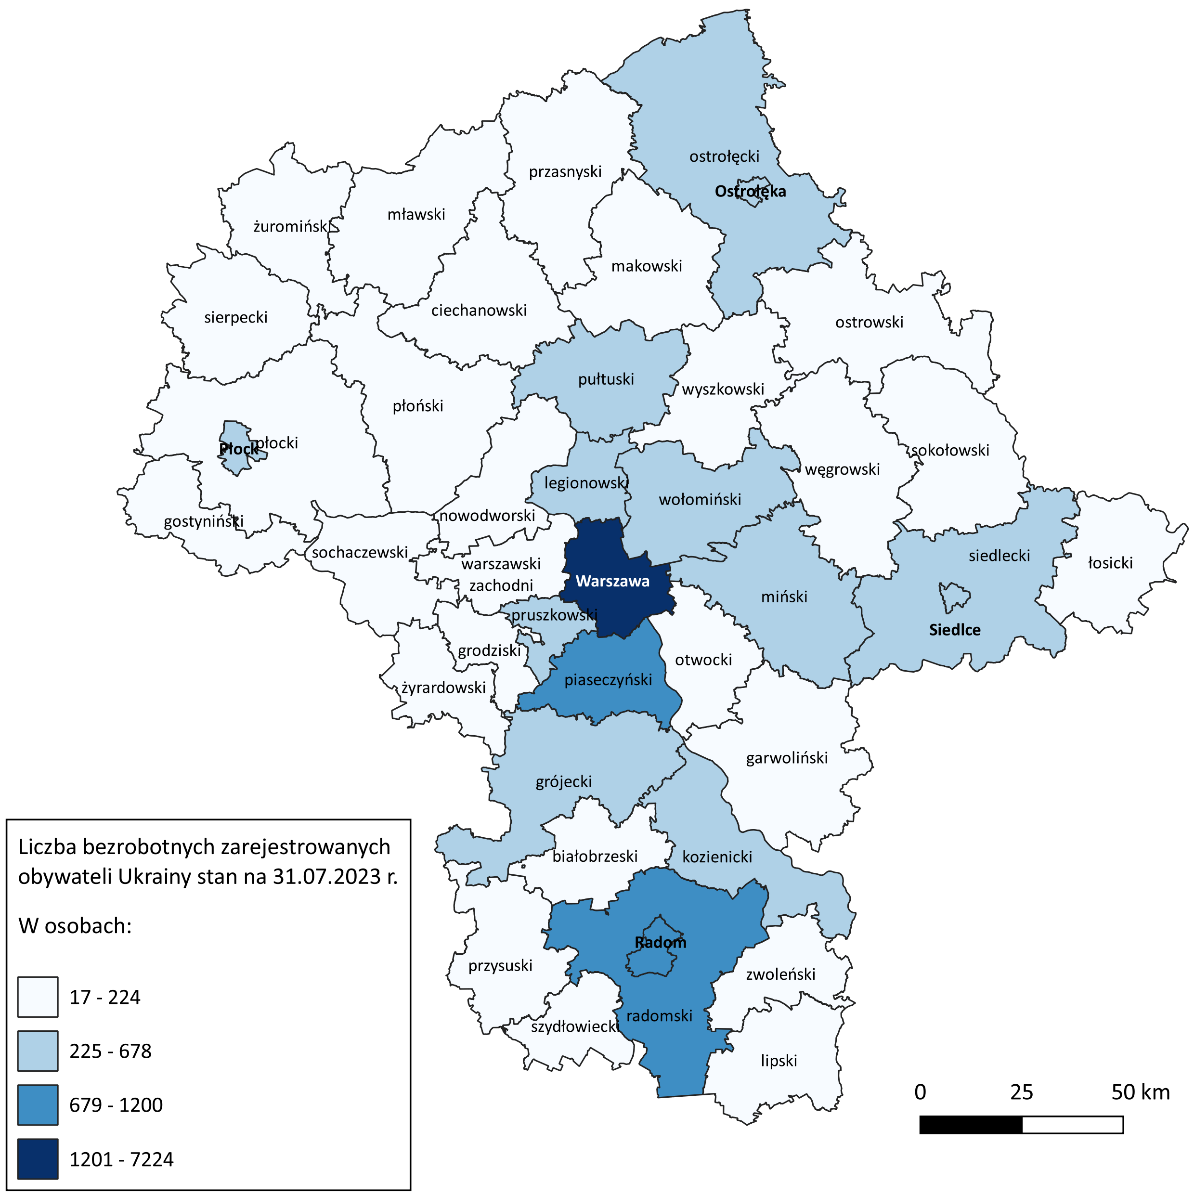 ostrołęcki
Ostrołęka
przasnyski
mławski
żuromiński
makowski
ciechanowski
sierpecki
ostrowski
pułtuski
wyszkowski
płoński
Płock
płocki
sokołowski
węgrowski
legionowski
wołomiński
gostyniński
nowodworski
sochaczewski
siedlecki
łosicki
warszawski
zachodni
Warszawa
miński
pruszkowski
Siedlce
grodziski
otwocki
żyrardowski
piaseczyński
garwoliński
grójecki
białobrzeski
kozienicki
Radom
przysuski
zwoleński
szydłowiecki
radomski
lipski
Liczba bezrobotnych zarejestrowanych
obywateli Ukrainy stan na 31.07.2023 r.
W osobach:
17 - 224
225 - 678
679 - 1200
1201 - 7224
0 25 50 km